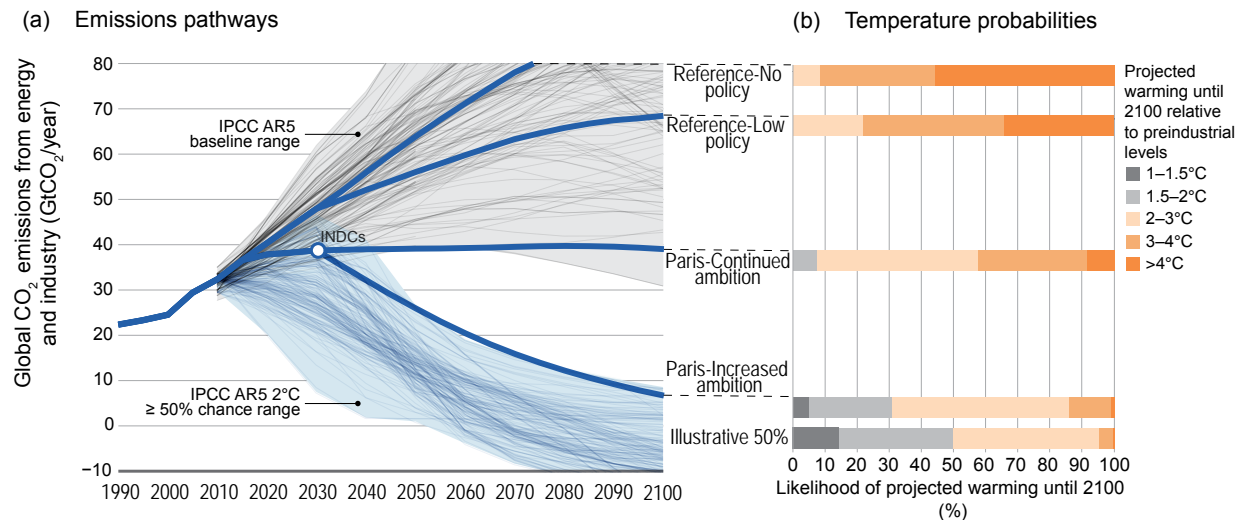 (a) Emissions pathways
(b) Temperature probabilities
Global CO₂ emissions from energy
and industry (GtCO₂/year)
80
70
60
50
40
30
20
10
0
−10
1990 2000 2010 2020 2030 2040 2050 2060 2070 2080 2090 2100
IPCC AR5
baseline range
INDCs
IPCC AR5 2°C
≥ 50% chance range
Reference-No
policy
Reference-Low
policy
Paris-Continued
ambition
Paris-Increased
ambition
Illustrative 50%
0 10 20 30 40 50 60 70 80 90 100
Likelihood of projected warming until 2100
(%)
Projected
warming until
2100 relative
to preindustrial
levels
1–1.5°C
1.5–2°C
2–3°C
3–4°C
>4°C